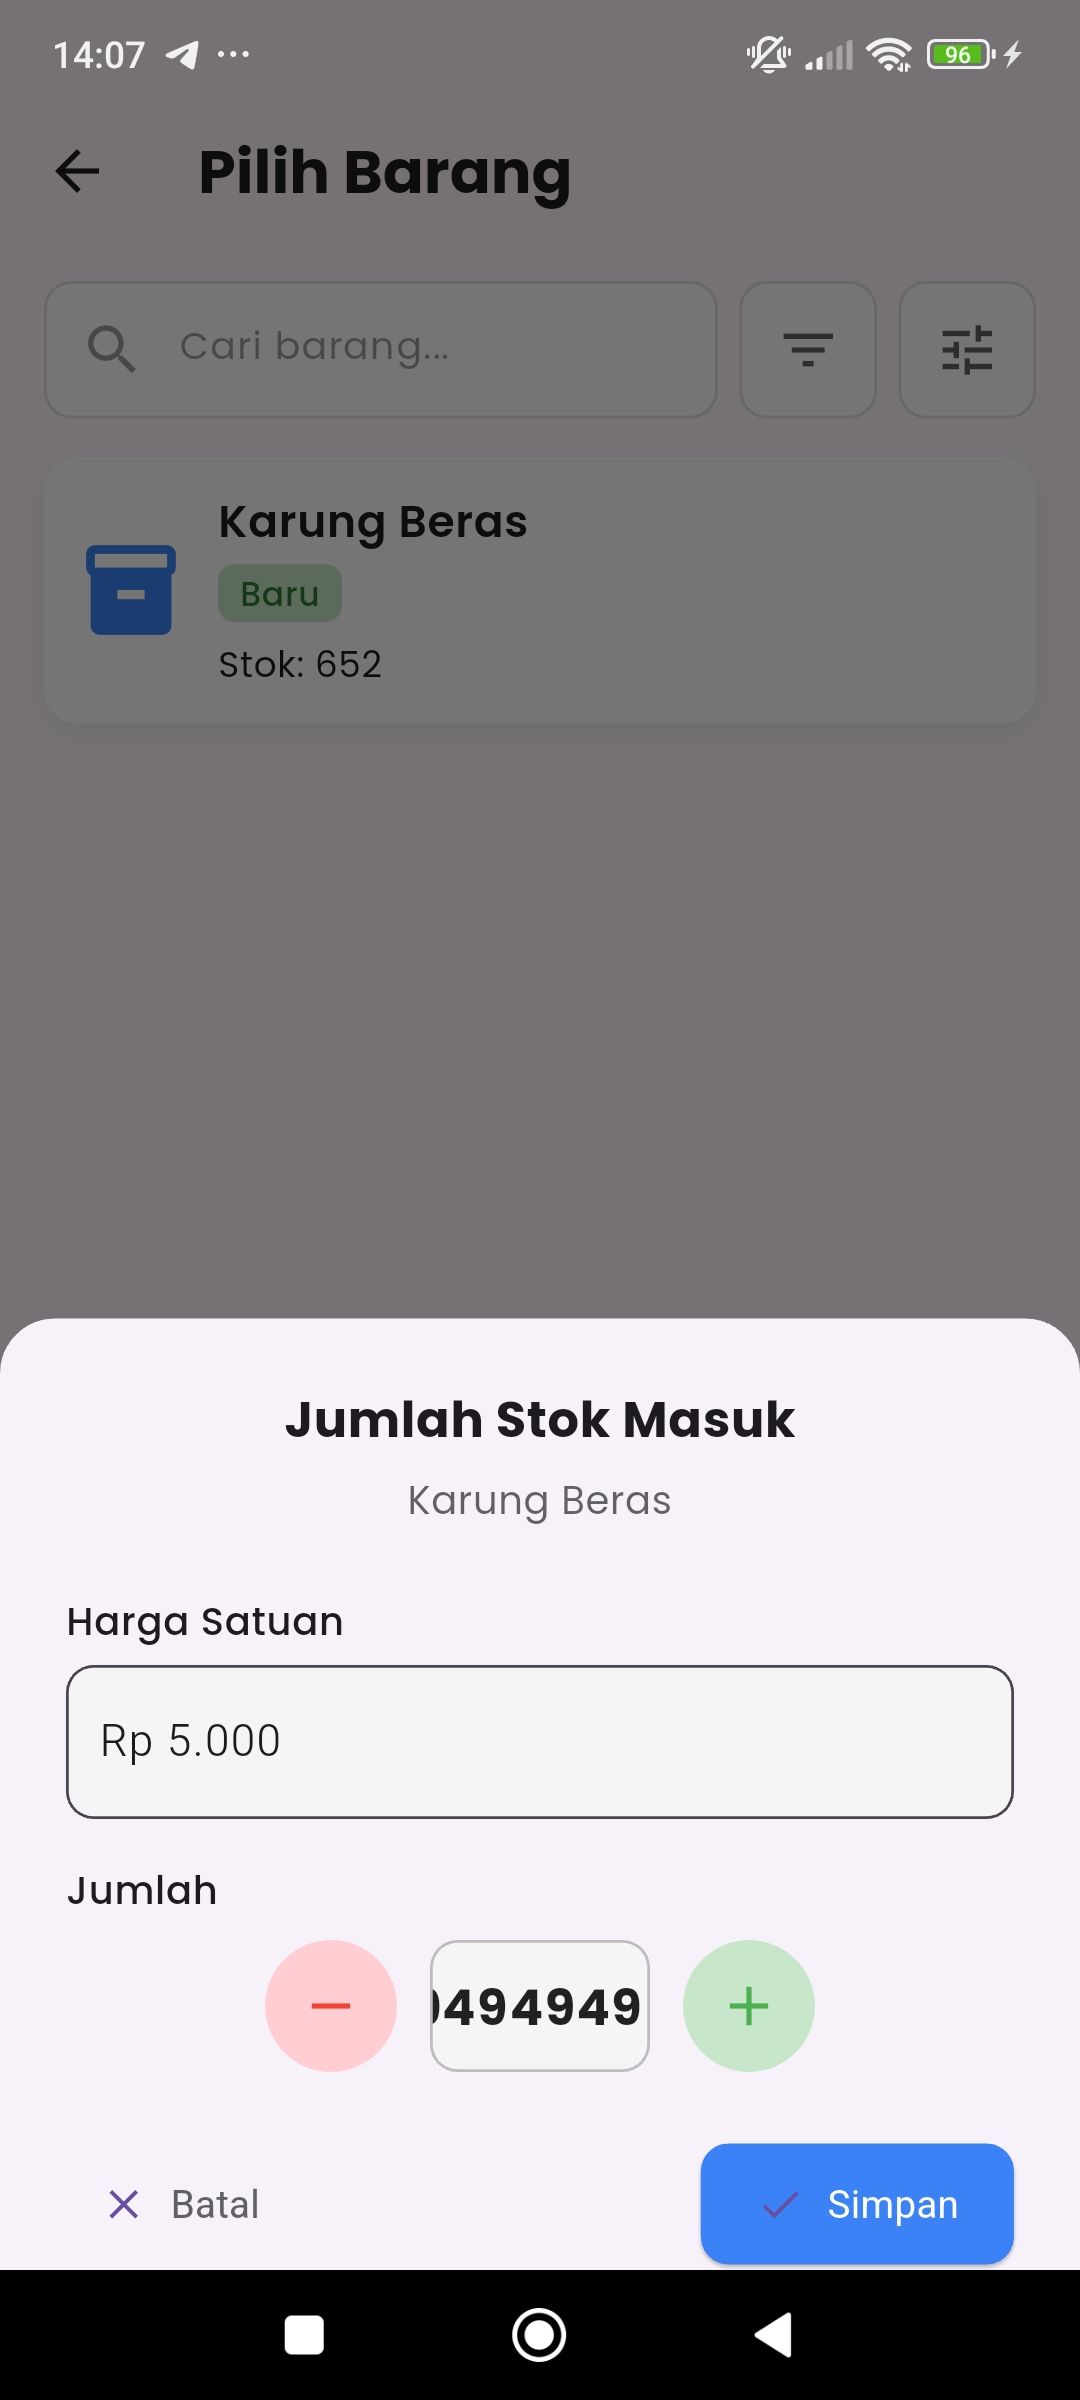 14:07
96
Pilih Barang
Cari barang...
Karung Beras
Baru
Stok: 652
Jumlah Stok Masuk
Karung Beras
Harga Satuan
Rp 5.000
Jumlah
494949
Batal
Simpan